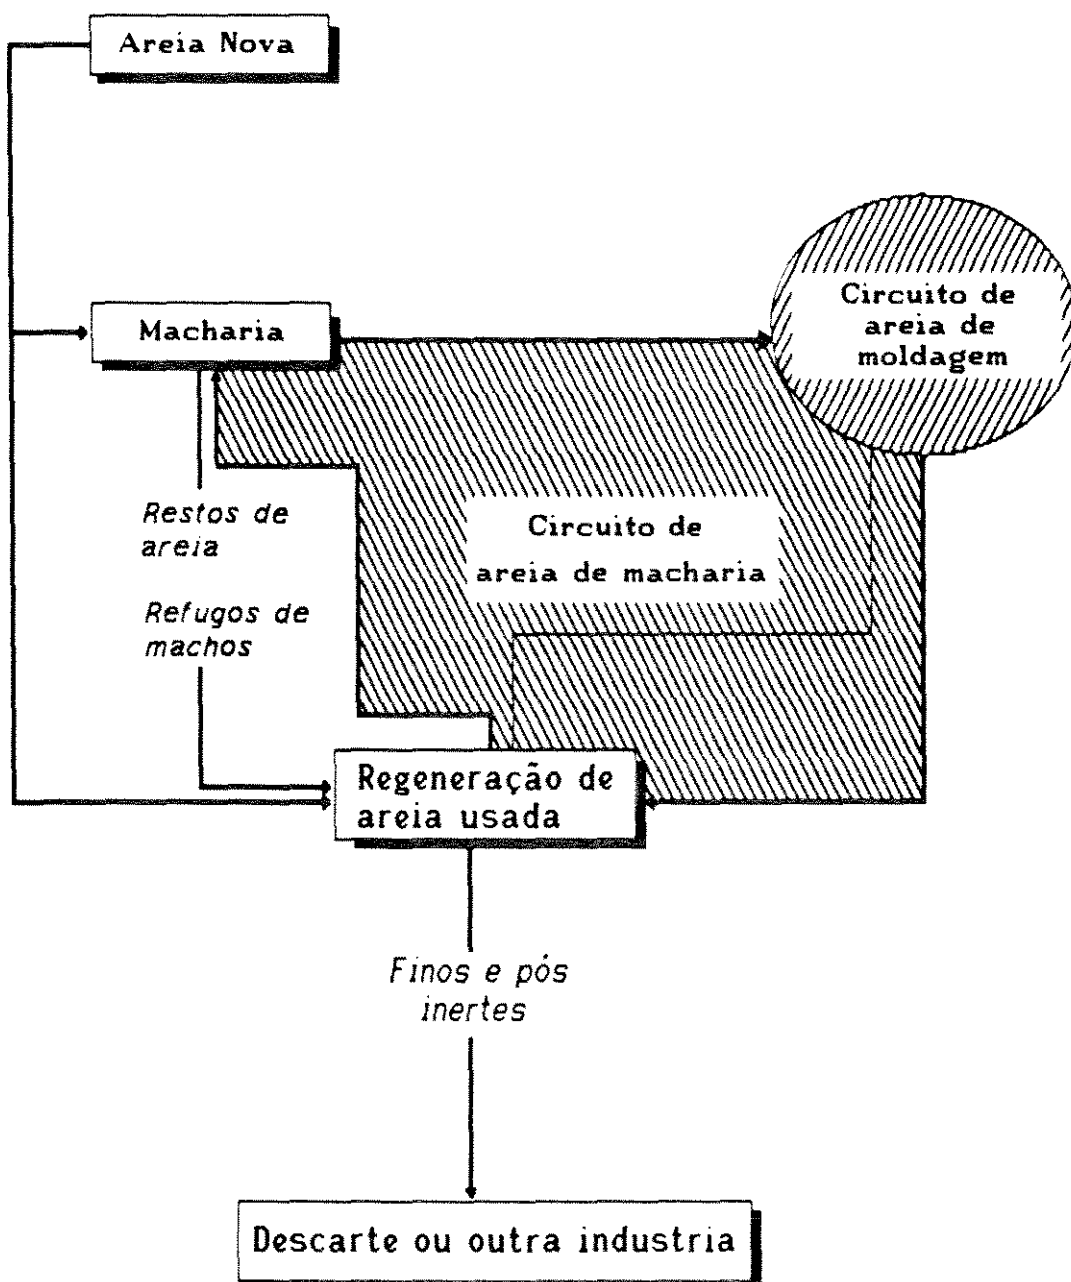 Areia Nova
Circuito de
areia de
moldagem
Macharia
Restos de
areia
Refugos de
machos
Circuito de
areia de macharia
Regeneração de
areia usada
Finos e pós
inertes
Descarte ou outra industria